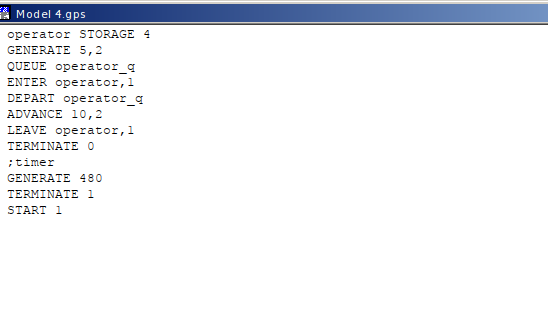 Model 4.gps
operator STORAGE 4
GENERATE 5,2
QUEUE operator_q
ENTER operator,1
DEPART operator_q
ADVANCE 10,2
LEAVE operator,1
TERMINATE 0
;timer
GENERATE 480
TERMINATE 1
START 1